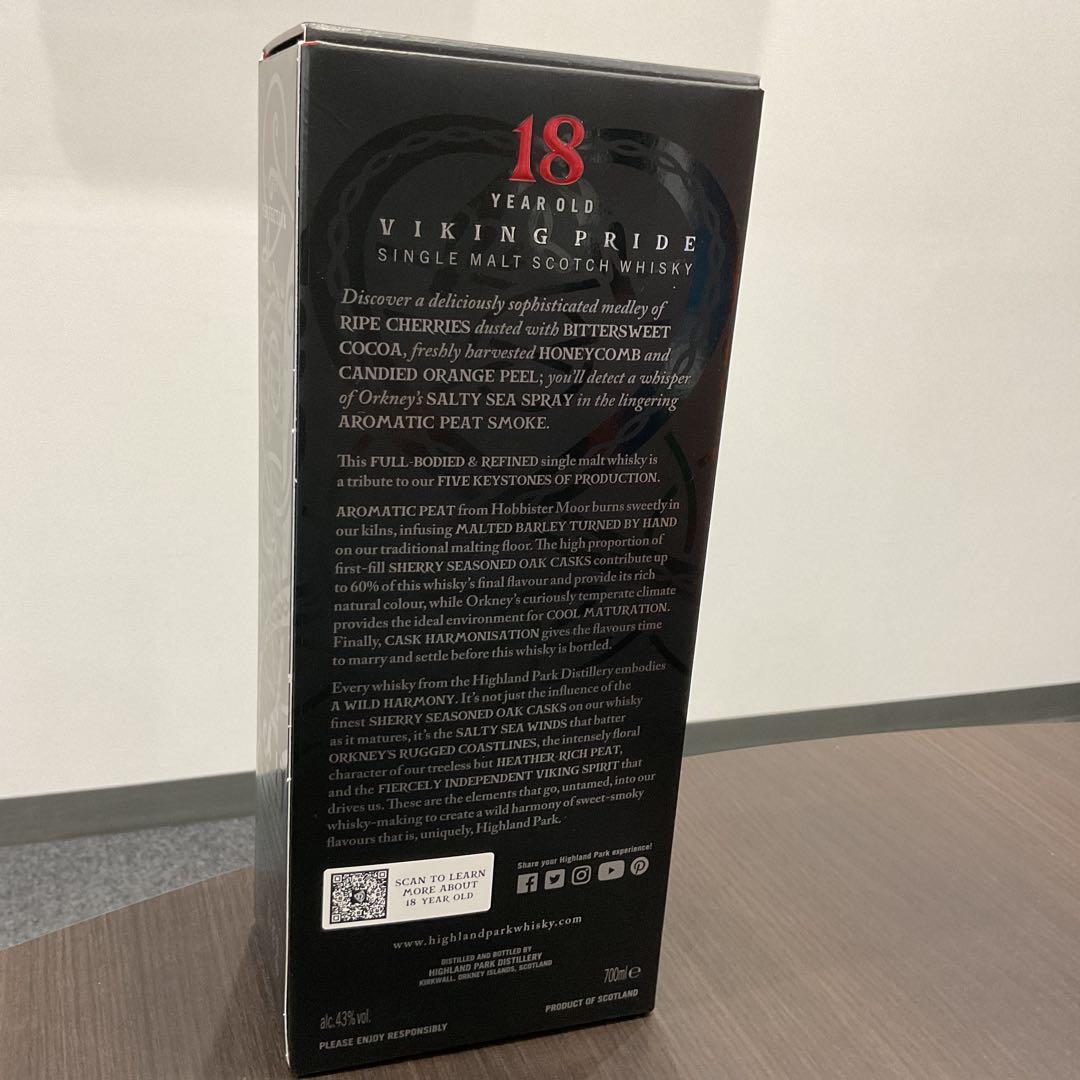 18
YEAR OLD
VIKING PRIDE
SINGLE MALT SCOTCH WHISKY
Discover a deliciously sophisticated medley of
RIPE CHERRIES dusted with BITTERSWEET
COCOA, freshly harvested HONEYCOMB and
CANDIED ORANGE PEEL; you'll detect a whisper
of Orkney's SALTY SEA SPRAY in the lingering
AROMATIC PEAT SMOKE.
This FULL-BODIED & REFINED single malt whisky is
a tribute to our FIVE KEYSTONES OF PRODUCTION.
AROMATIC PEAT from Hobbister Moor burns sweetly in
our kilns, infusing MALTED BARLEY TURNED BY HAND
on our traditional malting floor. The high proportion of
first-fill SHERRY SEASONED OAK CASKS contribute up
to 60% of this whisky's final flavour and provide its rich
natural colour, while Orkney's curiously temperate climate
provides the ideal environment for COOL MATURATION.
Finally, CASK HARMONISATION gives the flavours time
to marry and settle before this whisky is bottled.
Every whisky from the Highland Park Distillery embodies
A WILD HARMONY. It's not just the influence of the
finest SHERRY SEASONED OAK CASKS on our whisky
as it matures, it's the SALTY SEA WINDS that batter
ORKNEY'S RUGGED COASTLINES, the intensely floral
character of our treeless but HEATHER-RICH PEAT,
and the FIERCELY INDEPENDENT VIKING SPIRIT that
drives us. These are the elements that go, untamed, into our
whisky-making to create a wild harmony of sweet-smoky
flavours that is, uniquely, Highland Park.
SCAN TO LEARN
MORE ABOUT
18 YEAR OLD
Share your Highland Park experience!
www.highlandparkwhisky.com
DISTILLED AND BOTTLED BY
HIGHLAND PARK DISTILLERY
KIRKWALL, ORKNEY ISLANDS, SCOTLAND
700ml e
alc.43% vol.
PRODUCT OF SCOTLAND
PLEASE ENJOY RESPONSIBLY